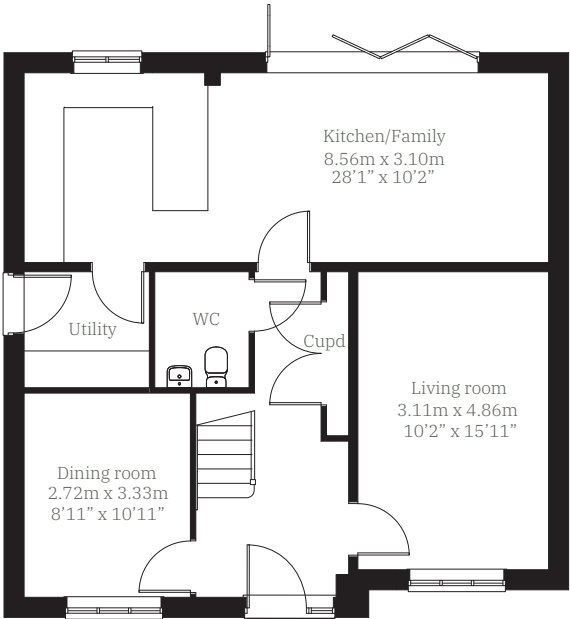 Kitchen/Family
8.56m x 3.10m
28’1” x 10’2”
Utility
WC
Cupd
Living room
3.11m x 4.86m
10’2” x 15’11”
Dining room
2.72m x 3.33m
8’11” x 10’11”